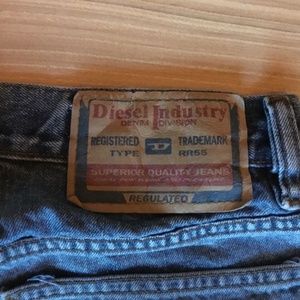 Diesel Industry
DENIM DIVISION
REGISTERED TRADEMARK
TYPE D RR55
SUPERIOR QUALITY JEANS
REGULATED